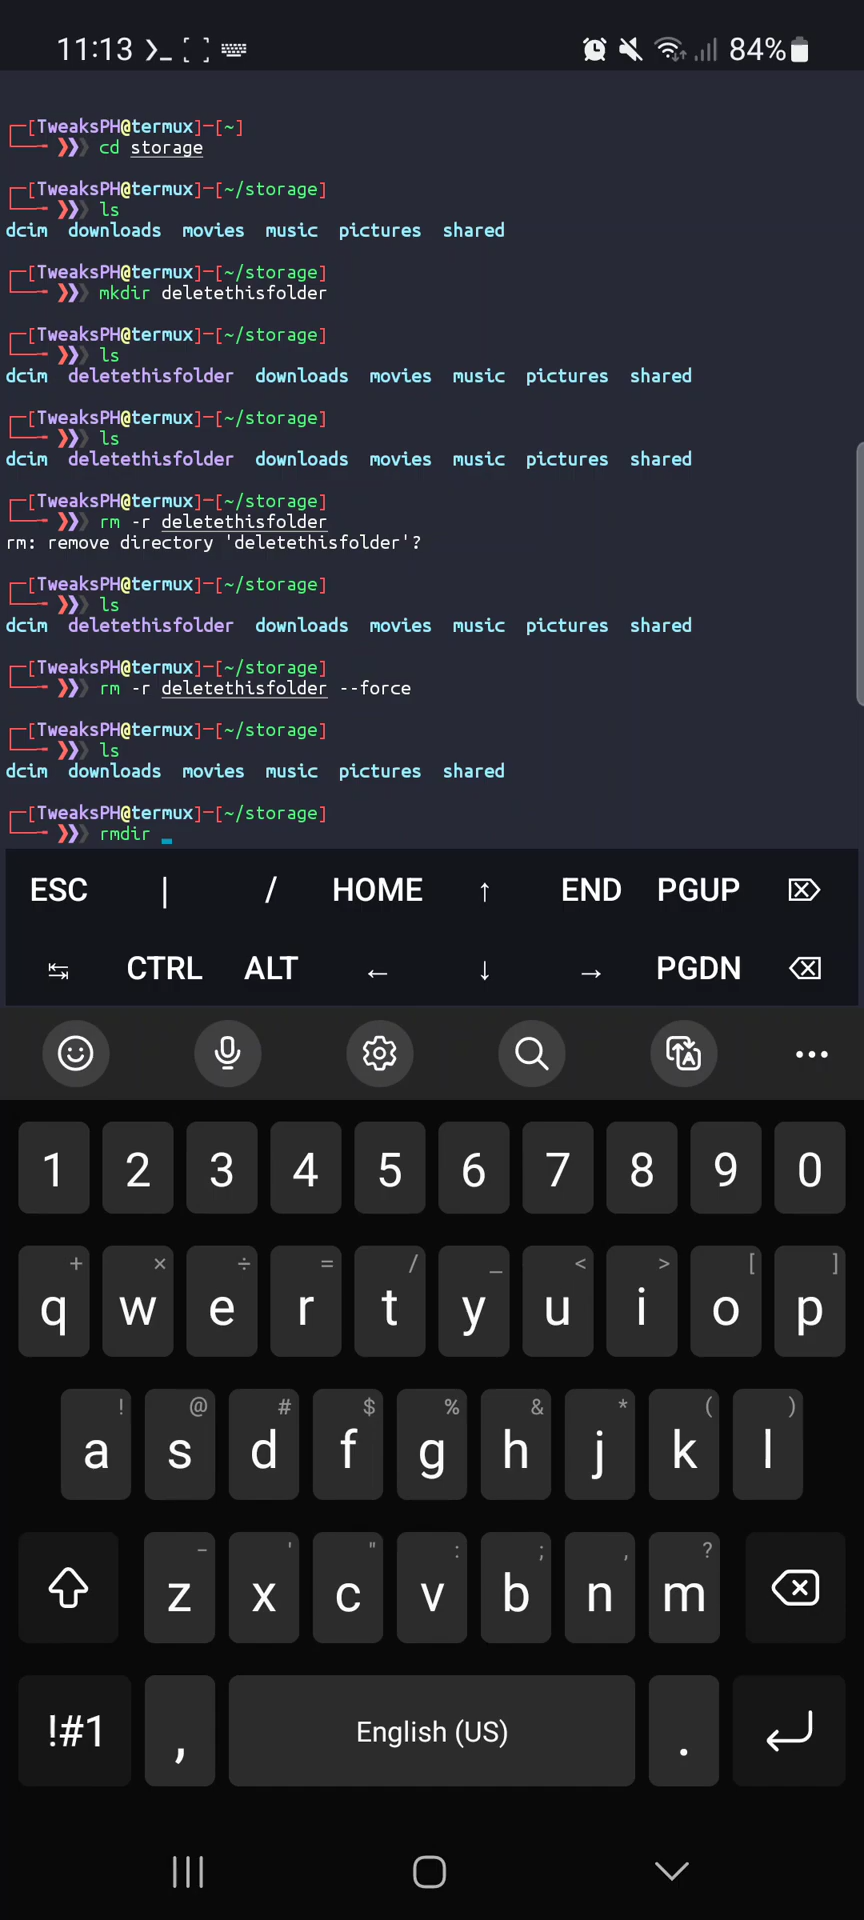 11:13 84%
[TweaksPH@termux]-[~]
cd storage
[TweaksPH@termux]-[~/storage]
ls
dcim downloads movies music pictures shared
[TweaksPH@termux]-[~/storage]
mkdir deletethisfolder
[TweaksPH@termux]-[~/storage]
ls
dcim deletethisfolder downloads movies music pictures shared
[TweaksPH@termux]-[~/storage]
ls
dcim deletethisfolder downloads movies music pictures shared
[TweaksPH@termux]-[~/storage]
rm -r deletethisfolder
rm: remove directory 'deletethisfolder'?
[TweaksPH@termux]-[~/storage]
ls
dcim deletethisfolder downloads movies music pictures shared
[TweaksPH@termux]-[~/storage]
rm -r deletethisfolder --force
[TweaksPH@termux]-[~/storage]
ls
dcim downloads movies music pictures shared
[TweaksPH@termux]-[~/storage]
rmdir
ESC | / HOME ↑ END PGUP
CTRL ALT ← ↓ → PGDN
1 2 3 4 5 6 7 8 9 0
+ × ÷ = / _ < > [ ]
q w e r t y u i o p
! @ # $ % & * ( )
a s d f g h j k l
- ' " : ; , ?
z x c v b n m
!#1 , English (US) .